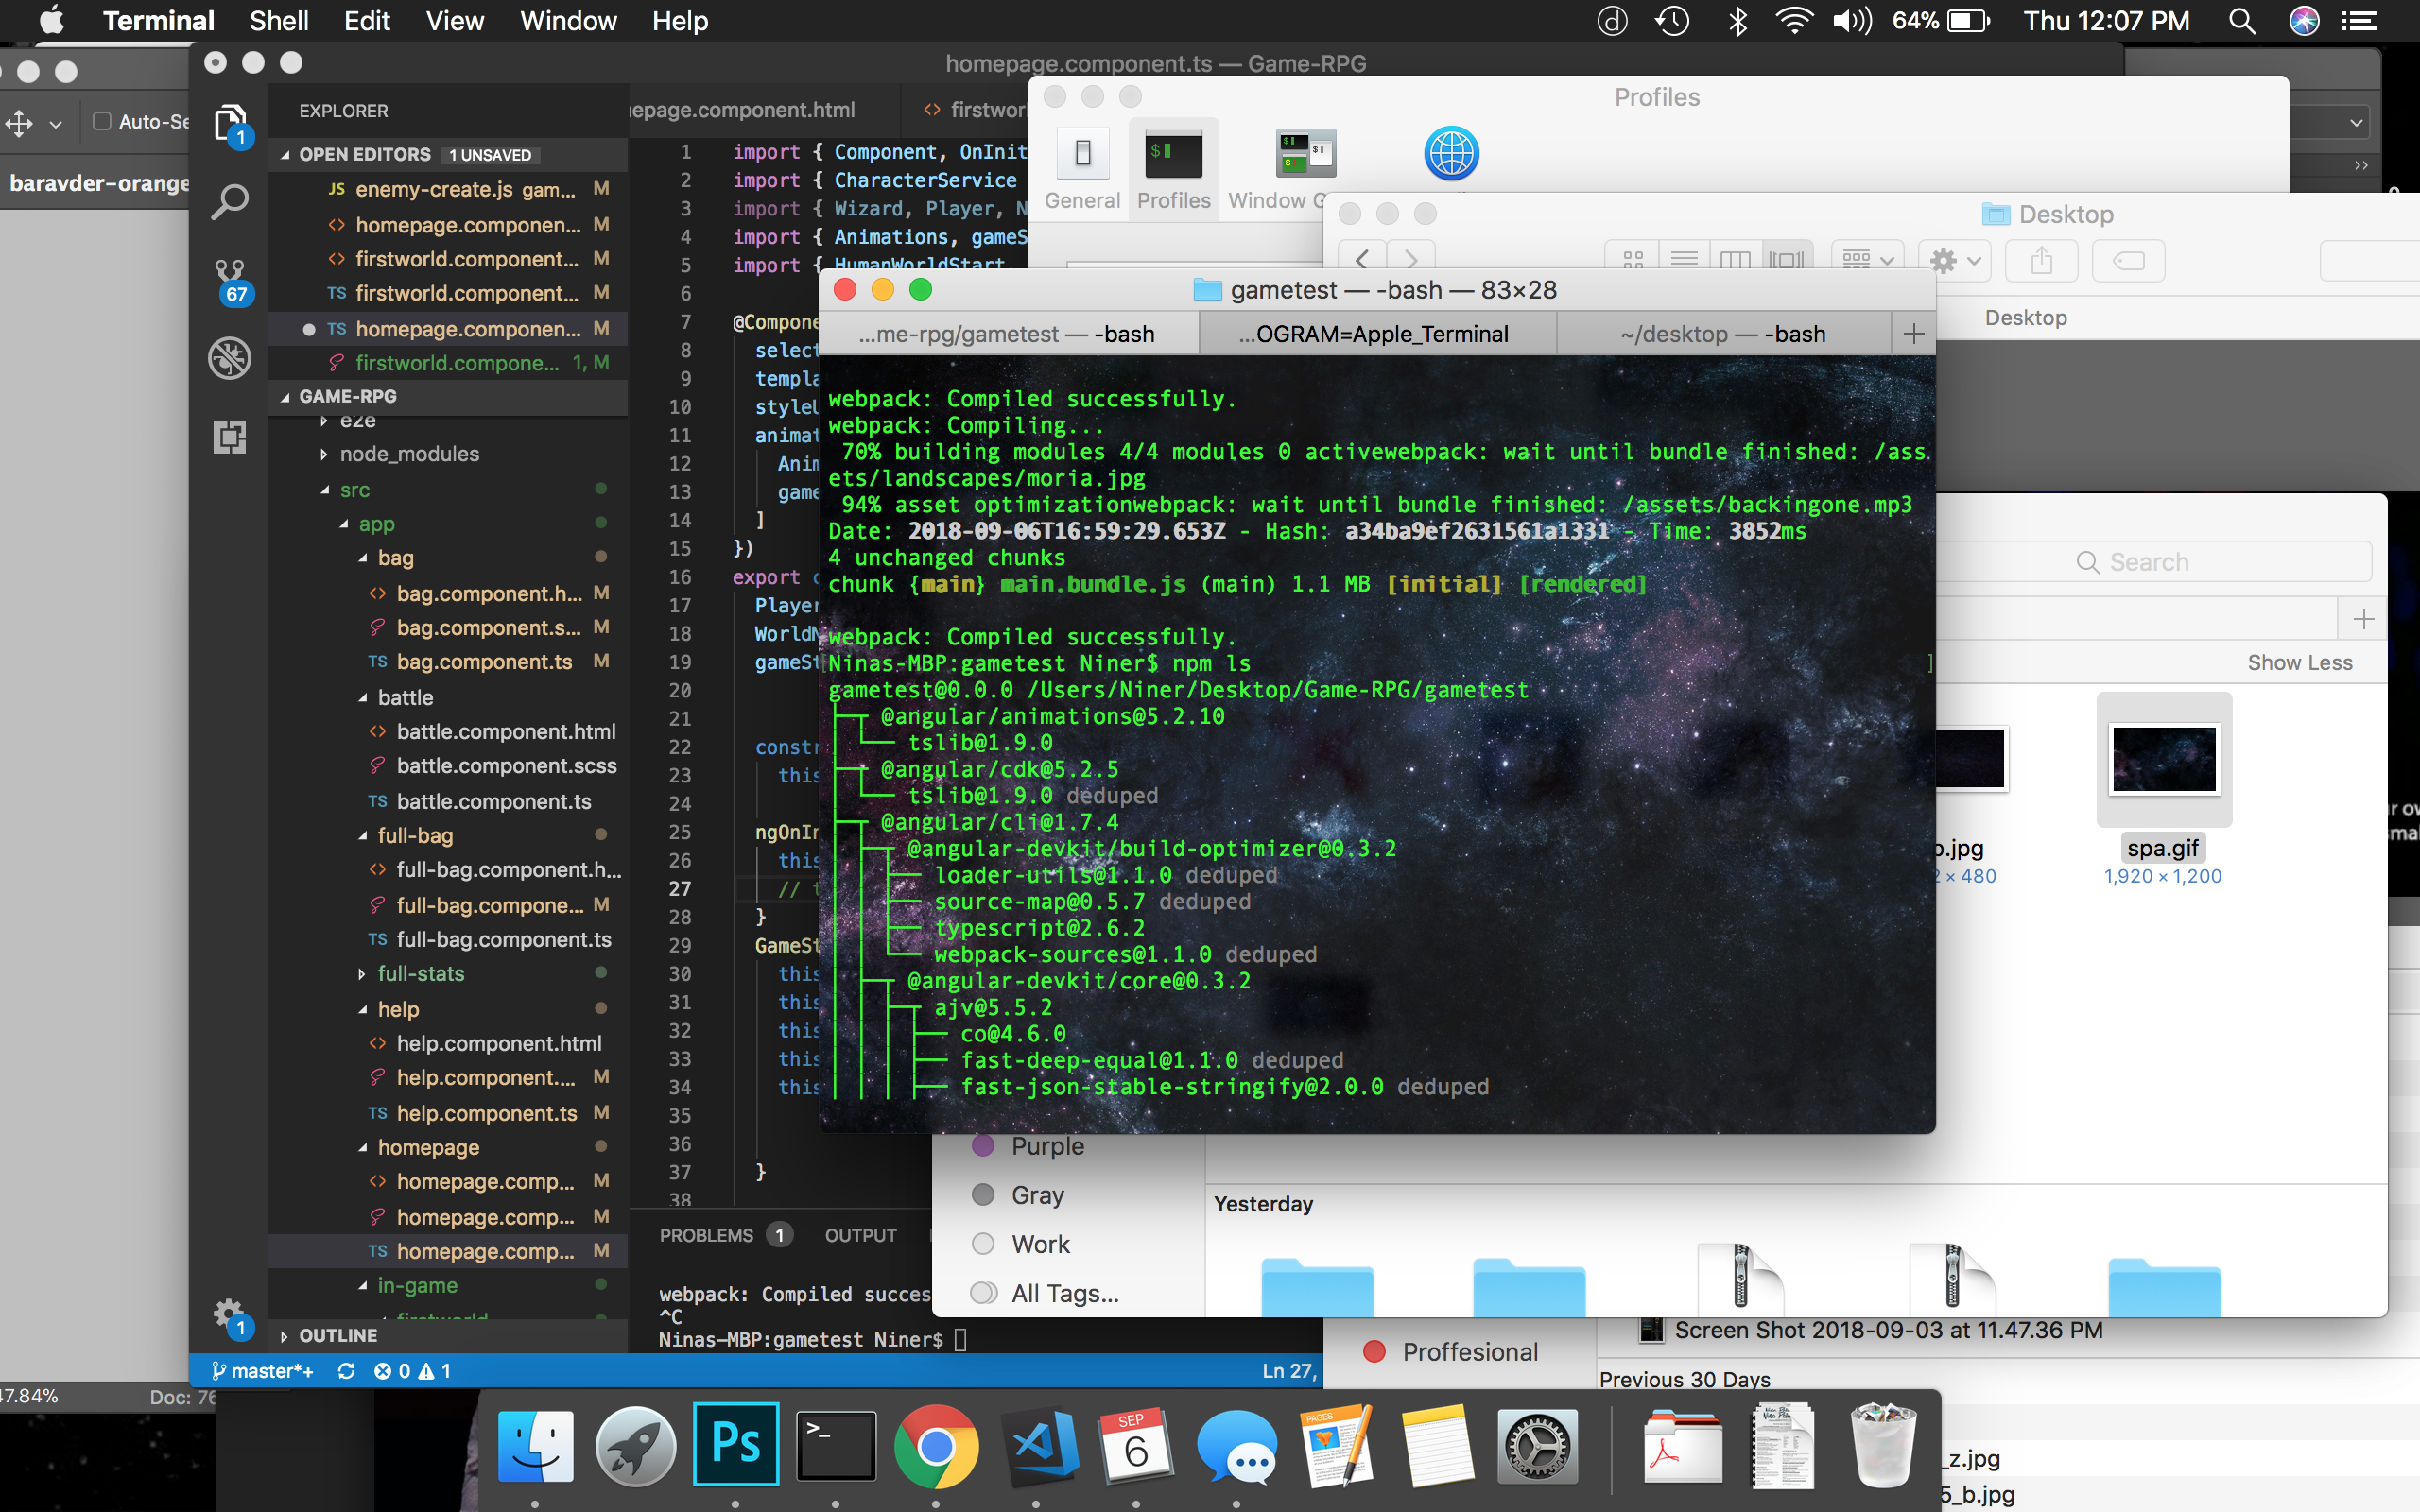 Terminal Shell Edit View Window Help
64% Thu 12:07 PM
homepage.component.ts — Game-RPG
Auto-Se
baravder-orange
EXPLORER
OPEN EDITORS 1 UNSAVED
JS enemy-create.js gam... M
<> homepage.componen... M
<> firstworld.component... M
TS firstworld.component... M
TS homepage.componen... M
firstworld.compone... 1, M
GAME-RPG
e2e
node_modules
src
app
bag
<> bag.component.h... M
bag.component.s... M
TS bag.component.ts M
battle
<> battle.component.html
battle.component.scss
TS battle.component.ts
full-bag
<> full-bag.component.h...
full-bag.compone... M
TS full-bag.component.ts
full-stats
help
<> help.component.html
help.component.... M
TS help.component.ts M
homepage
<> homepage.comp... M
homepage.comp... M
TS homepage.comp... M
in-game
firstworld
OUTLINE
1
67
1
master*+ 0 1
Ln 27,
47.84% Doc: 76
epage.component.html <> firstworl
1 import { Component, OnInit
2 import { CharacterService
3 import { Wizard, Player, N
4 import { Animations, gameS
5 import { HumanWorldStart
6
7 @Compone
8 select
9 templa
10 styleU
11 animat
12 Anim
13 game
14 ]
15 })
16 export c
17 Player
18 WorldN
19 gameSt
20
21
22 constr
23 this
24
25 ngOnIn
26 this
27 // t
28 }
29 GameSt
30 this
31 this
32 this
33 this
34 this
35
36
37 }
38
PROBLEMS 1 OUTPUT
webpack: Compiled succes
^C
Ninas-MBP:gametest Niner$
Profiles
General Profiles Window G
Desktop
Desktop
gametest — -bash — 83×28
...me-rpg/gametest — -bash ...OGRAM=Apple_Terminal ~/desktop — -bash
webpack: Compiled successfully.
webpack: Compiling...
70% building modules 4/4 modules 0 activewebpack: wait until bundle finished: /ass
ets/landscapes/moria.jpg
94% asset optimizationwebpack: wait until bundle finished: /assets/backingone.mp3
Date: 2018-09-06T16:59:29.653Z - Hash: a34ba9ef2631561a1331 - Time: 3852ms
4 unchanged chunks
chunk {main} main.bundle.js (main) 1.1 MB [initial] [rendered]
webpack: Compiled successfully.
[Ninas-MBP:gametest Niner$ npm ls ]
gametest@0.0.0 /Users/Niner/Desktop/Game-RPG/gametest
├─┬ @angular/animations@5.2.10
│ └── tslib@1.9.0
├─┬ @angular/cdk@5.2.5
│ └── tslib@1.9.0 deduped
├─┬ @angular/cli@1.7.4
│ ├─┬ @angular-devkit/build-optimizer@0.3.2
│ │ ├── loader-utils@1.1.0 deduped
│ │ ├── source-map@0.5.7 deduped
│ │ ├── typescript@2.6.2
│ │ └── webpack-sources@1.1.0 deduped
│ ├─┬ @angular-devkit/core@0.3.2
│ │ ├─┬ ajv@5.5.2
│ │ │ ├── co@4.6.0
│ │ │ ├── fast-deep-equal@1.1.0 deduped
│ │ │ ├── fast-json-stable-stringify@2.0.0 deduped
Search
Show Less
b.jpg spa.gif
2 × 480 1,920 × 1,200
Purple
Gray
Work
All Tags...
Yesterday
Proffesional
Screen Shot 2018-09-03 at 11.47.36 PM
Previous 30 Days
_z.jpg
5_b.jpg
Ps
SEP
6
PAGES